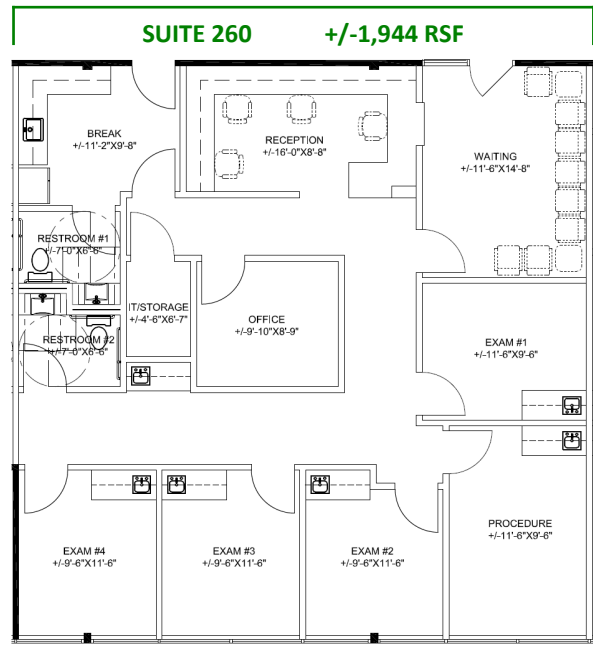 SUITE 260 +/-1,944 RSF
BREAK
+/-11'-2"X9'-8"
RECEPTION
+/-16'-0"X8'-8"
WAITING
+/-11'-6"X14'-8"
RESTROOM #1
+/-7'-0"X6'-6"
IT/STORAGE
+/-4'-6"X6'-7"
OFFICE
+/-9'-10"X8'-9"
RESTROOM #2
+/-7'-0"X6'-6"
EXAM #1
+/-11'-6"X9'-6"
PROCEDURE
+/-11'-6"X9'-6"
EXAM #4
+/-9'-6"X11'-6"
EXAM #3
+/-9'-6"X11'-6"
EXAM #2
+/-9'-6"X11'-6"